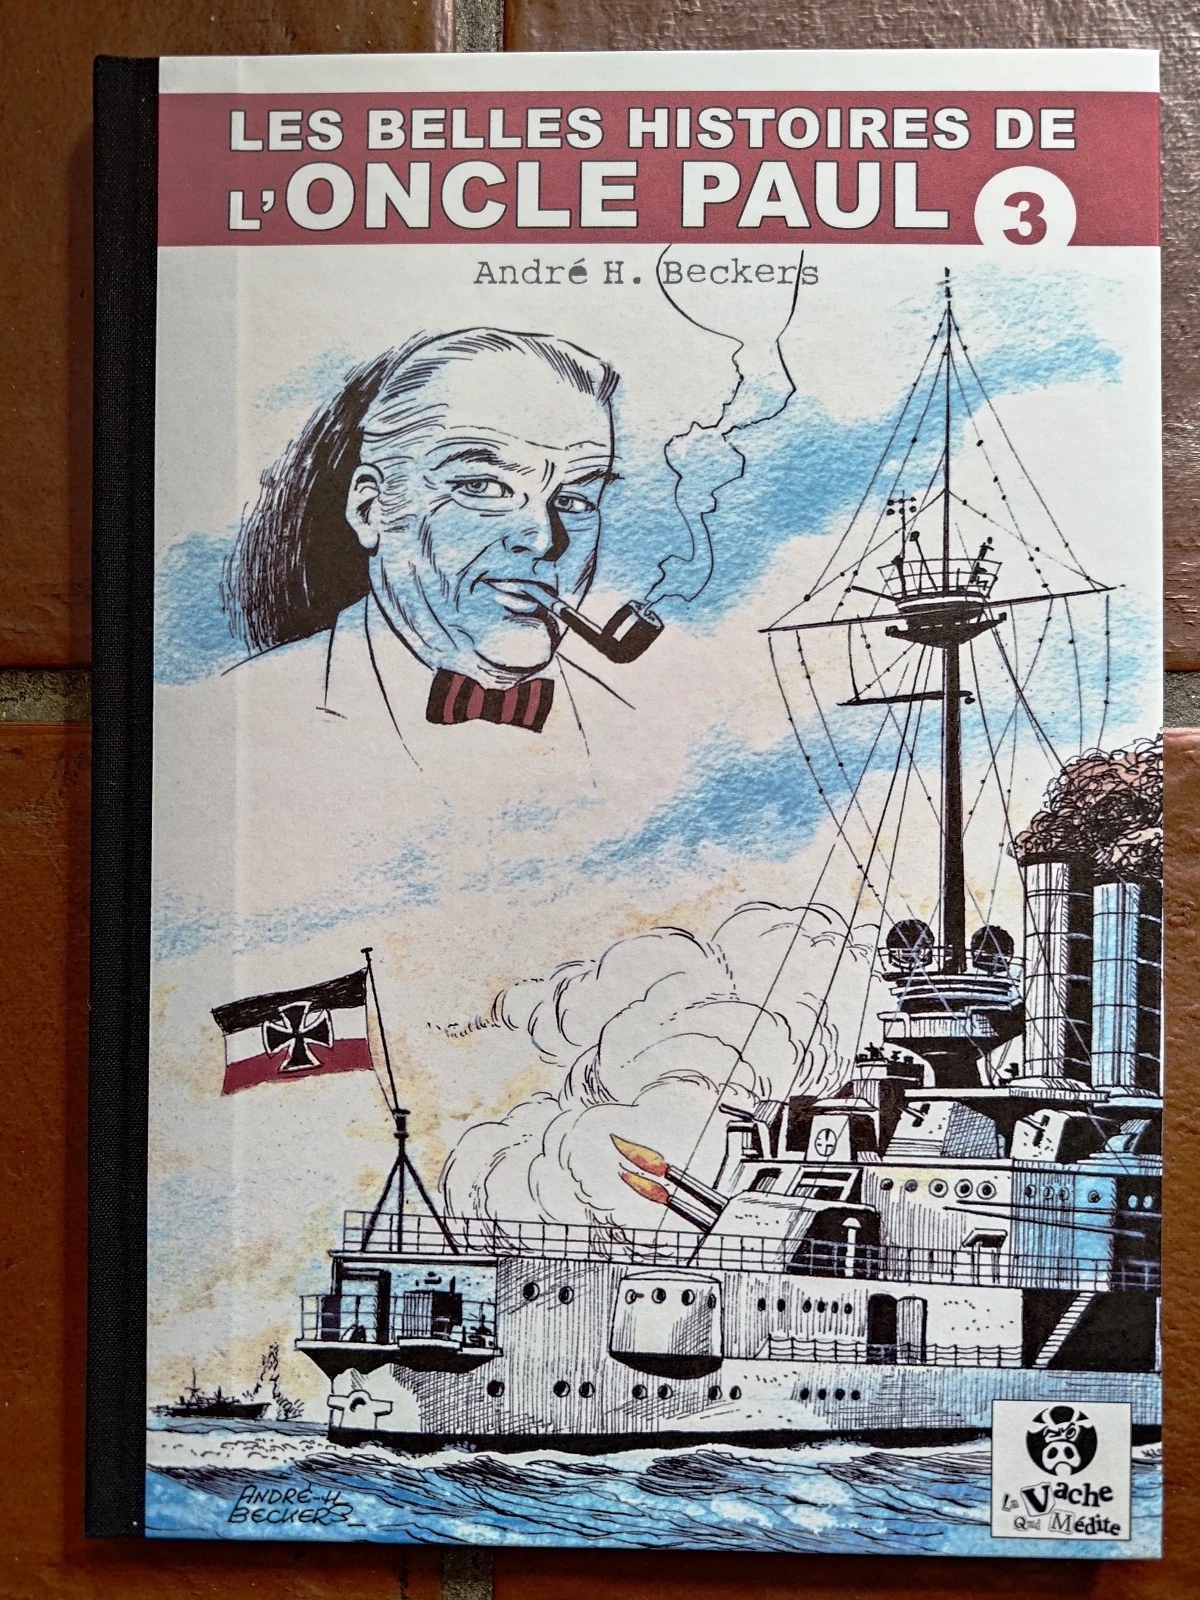 LES BELLES HISTOIRES DE
L'ONCLE PAUL 3
André H. Beckers
ANDRÉ-H
BECKERS
La Vache
Qui Médite